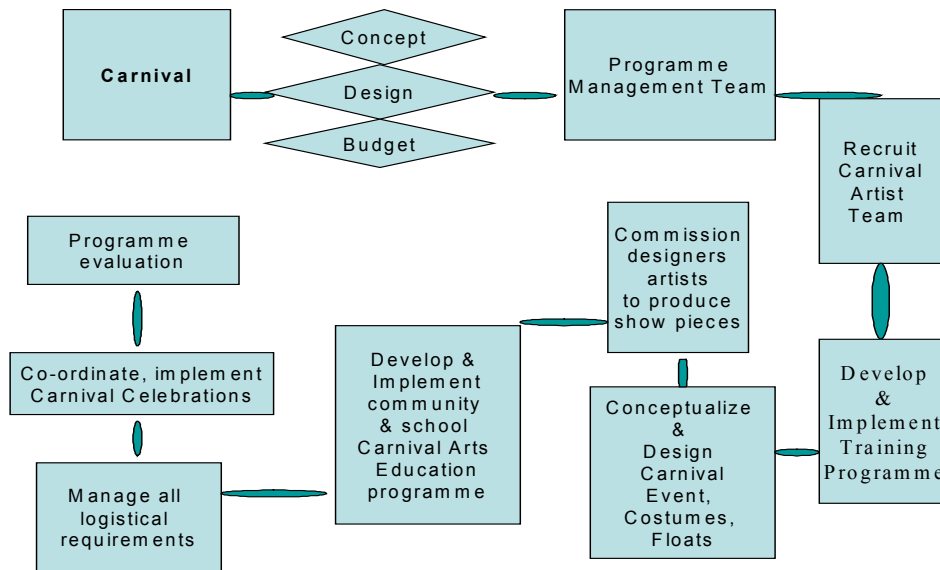 Carnival
Concept
Design
Budget
Programme
Management Team
Recruit
Carnival
Artist
Team
Develop
&
Implement
Training
Programme
Conceptualize
&
Design
Carnival
Event,
Costumes,
Floats
Commission
designers
artists
to produce
show pieces
Develop &
Implement
community
& school
Carnival Arts
Education
programme
Manage all
logistical
requirements
Co-ordinate, implement
Carnival Celebrations
Programme
evaluation